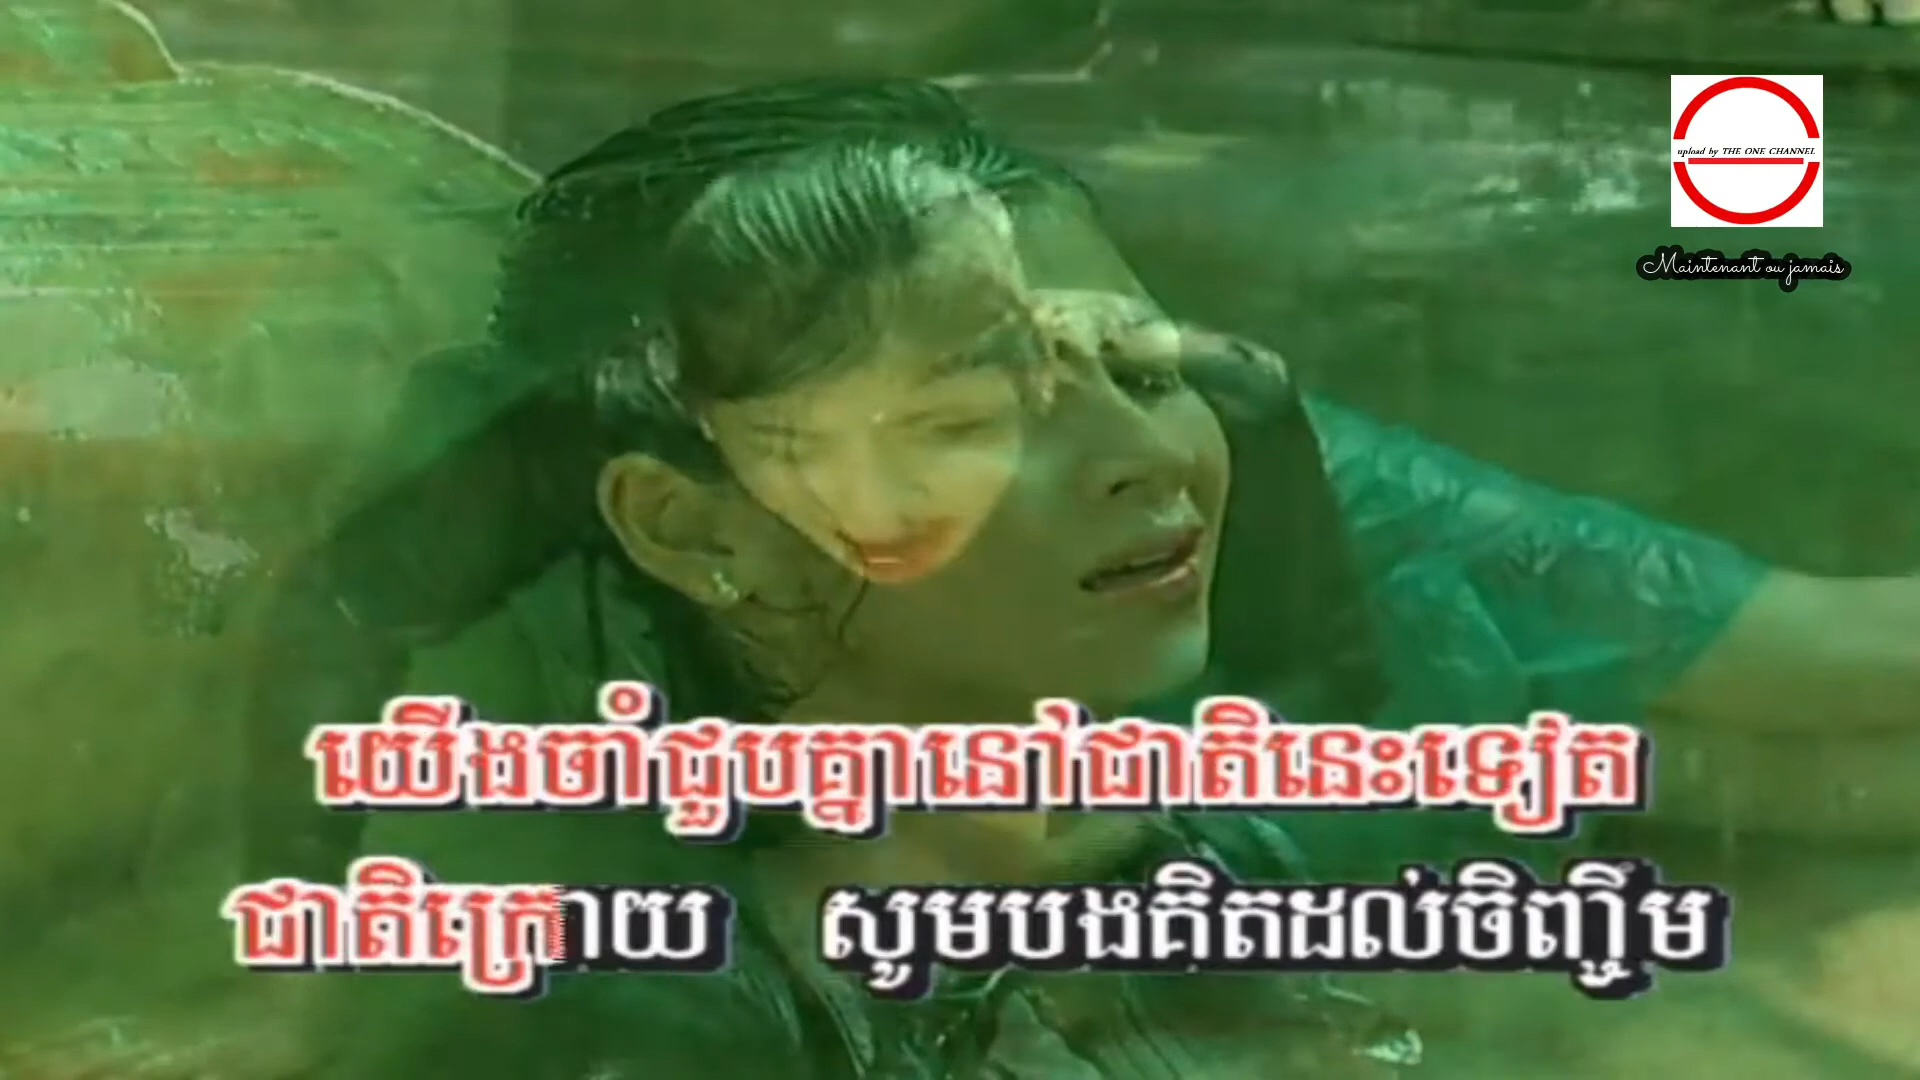 upload by THE ONE CHANNEL
Maintenant ou jamais
យើងចាំជួបគ្នានៅជាតិនេះទៀត
ជាតិក្រោយ សូមបងគិតដល់ចិញ្ចឹម